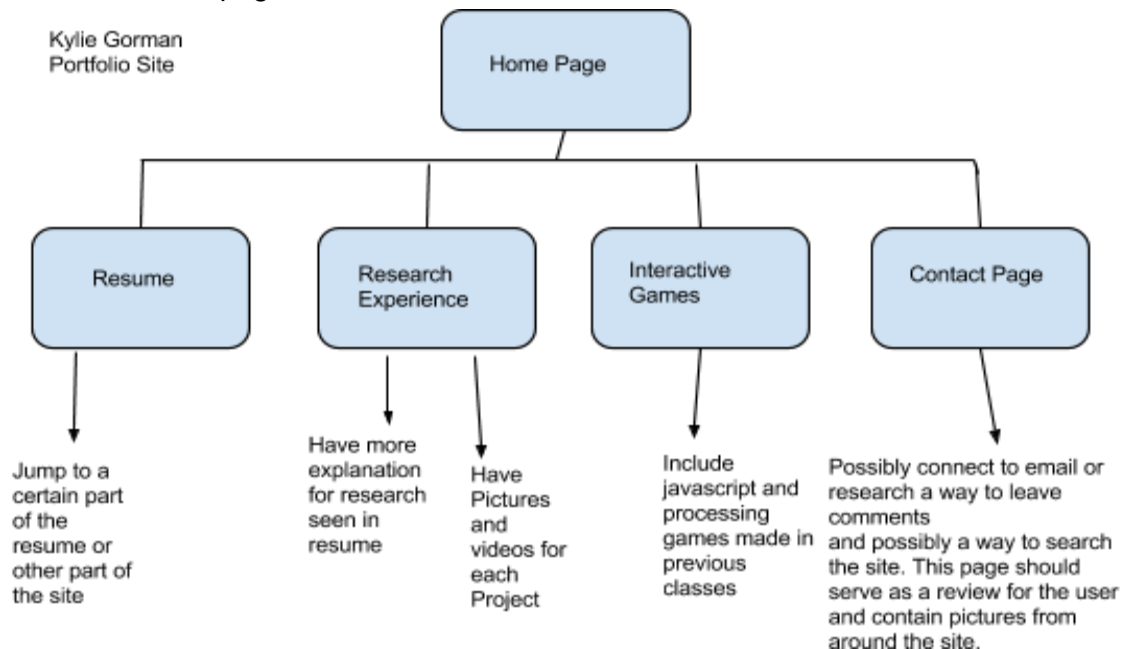 Kylie Gorman
Portfolio Site
Home Page
Resume
Research
Experience
Interactive
Games
Contact Page
Jump to a
certain part
of the
resume or
other part of
the site
Have more
explanation
for research
seen in
resume
Have
Pictures
and
videos for
each
Project
Include
javascript and
processing
games made in
previous
classes
Possibly connect to email or
research a way to leave
comments
and possibly a way to search
the site. This page should
serve as a review for the user
and contain pictures from
around the site.